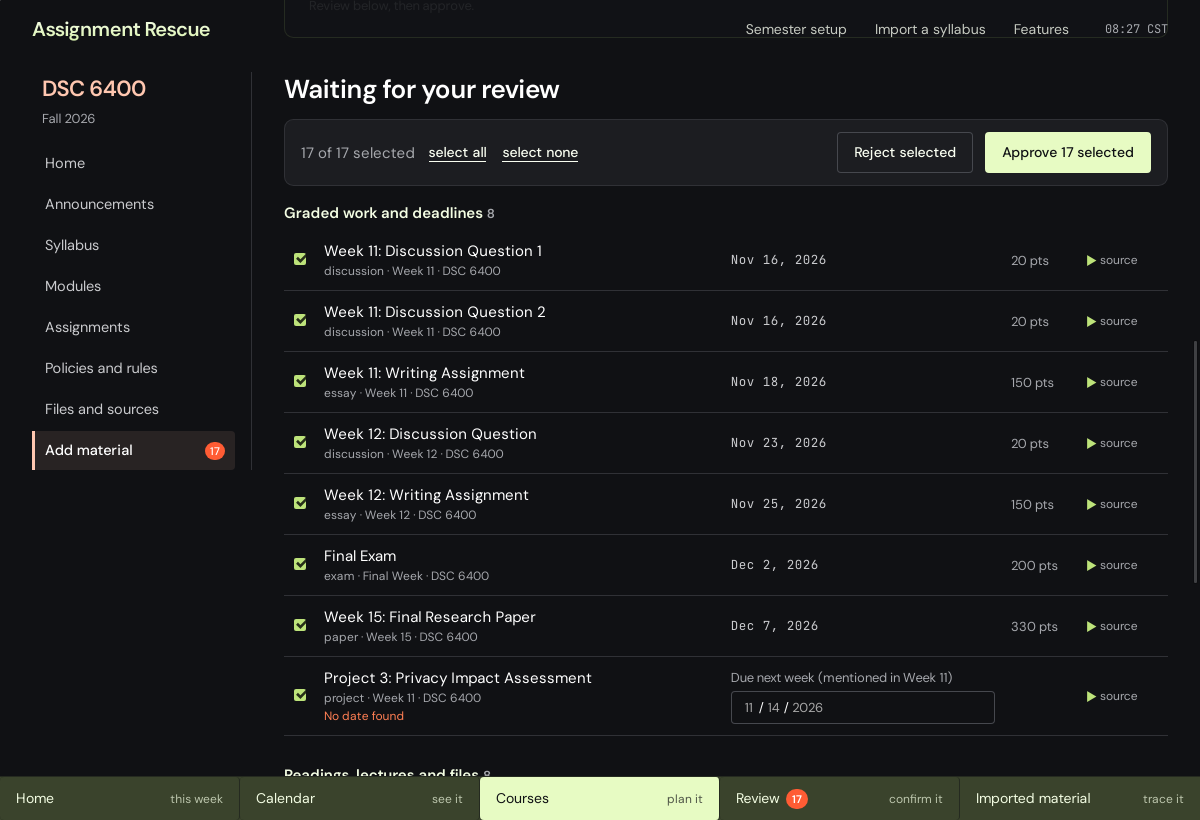 Review below, then approve.
Assignment Rescue
Semester setup
Import a syllabus
Features
08:27 CST
DSC 6400
Fall 2026
Home
Announcements
Syllabus
Modules
Assignments
Policies and rules
Files and sources
Add material 17
Waiting for your review
17 of 17 selected select all select none Reject selected Approve 17 selected
Graded work and deadlines 8
Week 11: Discussion Question 1
discussion · Week 11 · DSC 6400
Nov 16, 2026
20 pts
▶ source
Week 11: Discussion Question 2
discussion · Week 11 · DSC 6400
Nov 16, 2026
20 pts
▶ source
Week 11: Writing Assignment
essay · Week 11 · DSC 6400
Nov 18, 2026
150 pts
▶ source
Week 12: Discussion Question
discussion · Week 12 · DSC 6400
Nov 23, 2026
20 pts
▶ source
Week 12: Writing Assignment
essay · Week 12 · DSC 6400
Nov 25, 2026
150 pts
▶ source
Final Exam
exam · Final Week · DSC 6400
Dec 2, 2026
200 pts
▶ source
Week 15: Final Research Paper
paper · Week 15 · DSC 6400
Dec 7, 2026
330 pts
▶ source
Project 3: Privacy Impact Assessment
project · Week 11 · DSC 6400
No date found
Due next week (mentioned in Week 11)
11 / 14 / 2026
▶ source
Readings, lectures and files 8
Home this week
Calendar see it
Courses plan it
Review 17 confirm it
Imported material trace it